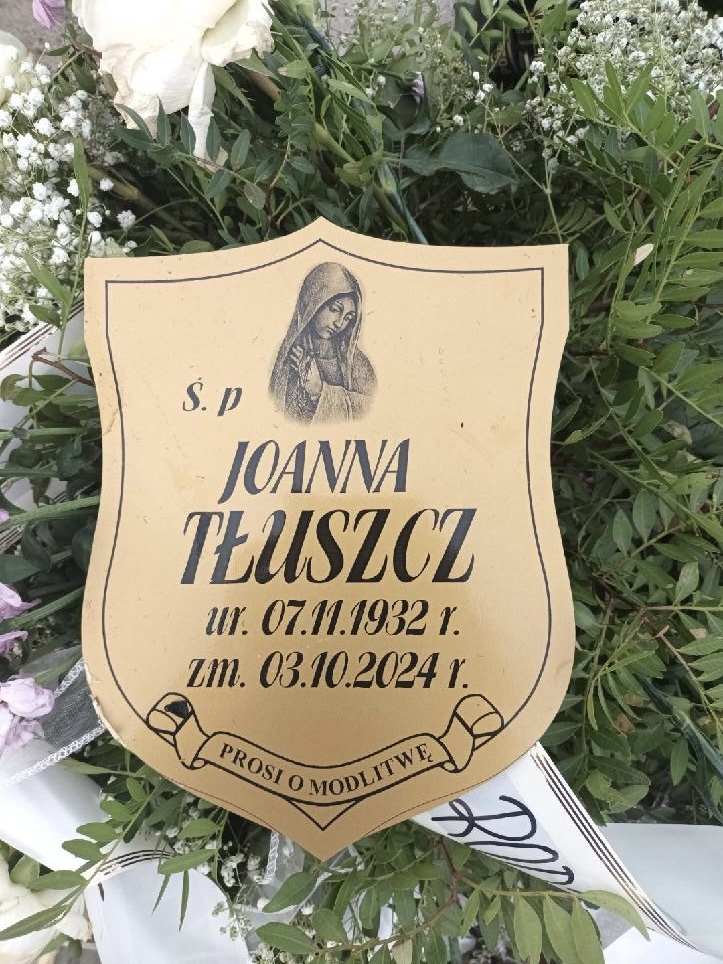 Ś. p
JOANNA
TŁUSZCZ
ur. 07.11.1932 r.
zm. 03.10.2024 r.
PROSI O MODLITWĘ